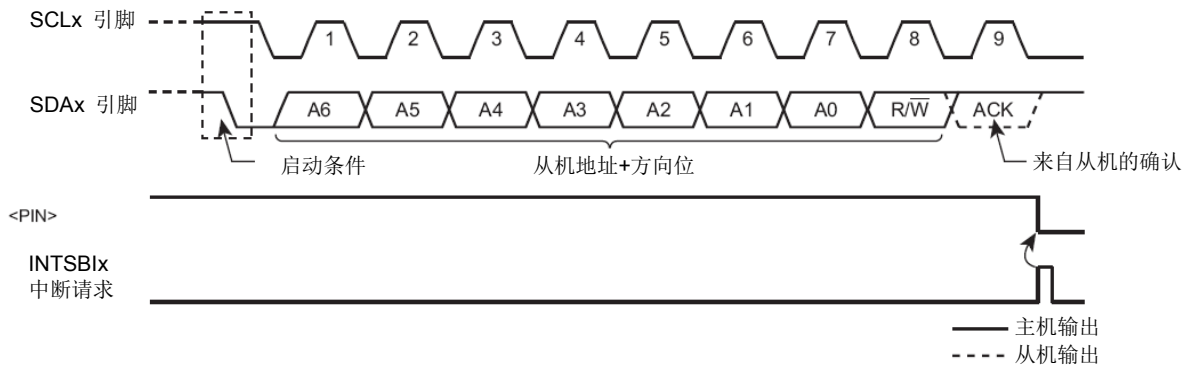 SCLx 引脚
1 2 3 4 5 6 7 8 9
SDAx 引脚
A6 A5 A4 A3 A2 A1 A0 R/W̅ ACK
启动条件
从机地址+方向位
来自从机的确认
<PIN>
INTSBIx
中断请求
主机输出
从机输出